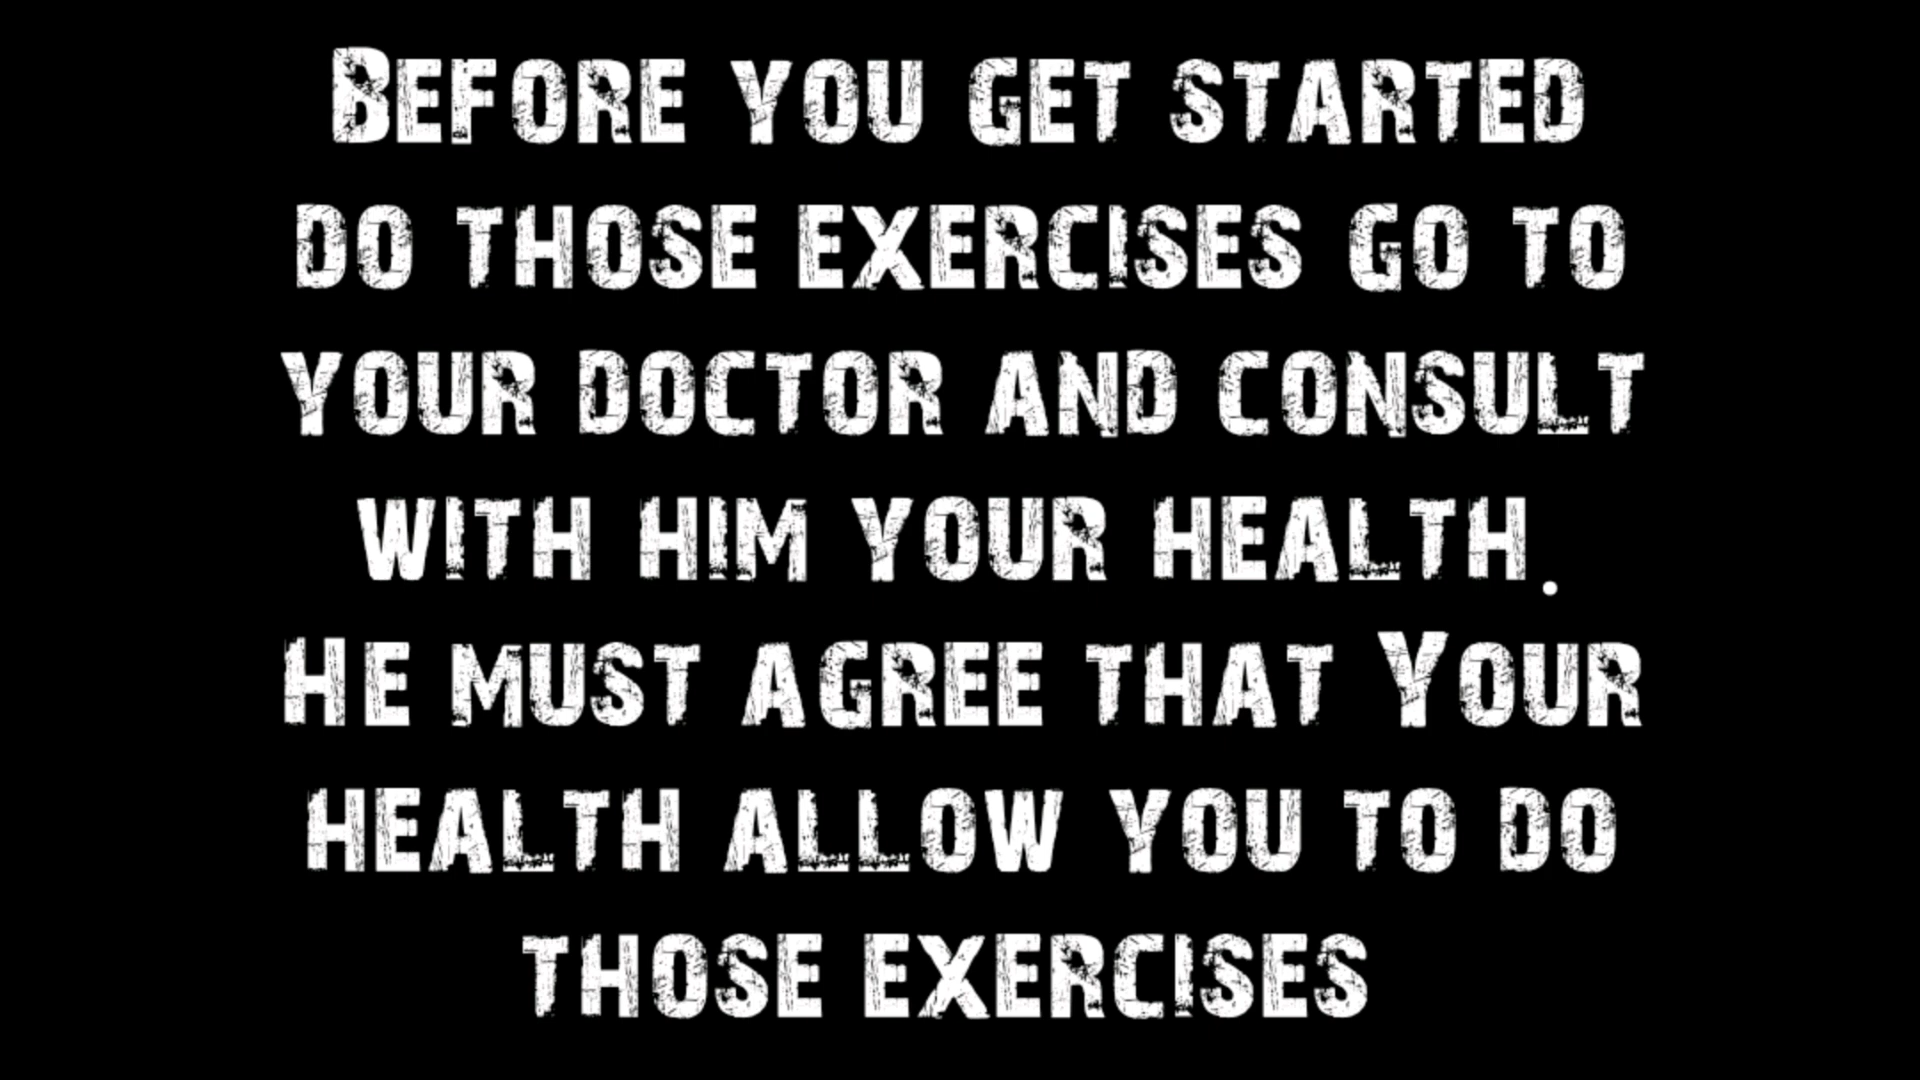 Before you get started
do those exercises go to
your doctor and consult
with him your health.
He must agree that Your
health allow you to do
those exercises